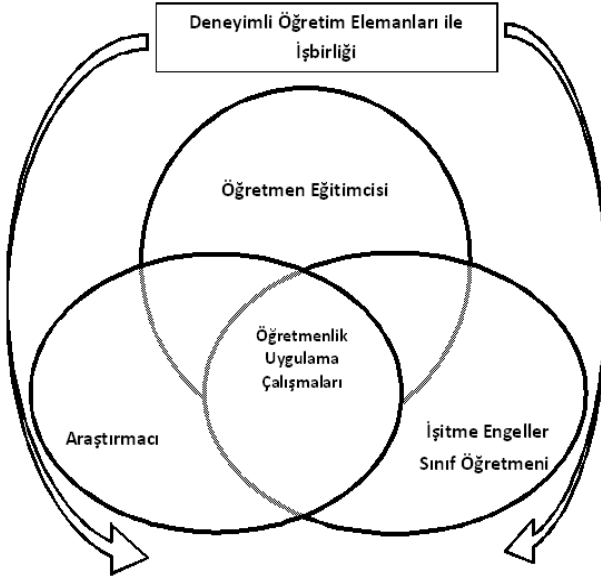 Deneyimli Öğretim Elemanları ile
İşbirliği
Öğretmen Eğitimcisi
Öğretmenlik
Uygulama
Çalışmaları
Araştırmacı
İşitme Engeller
Sınıf Öğretmeni